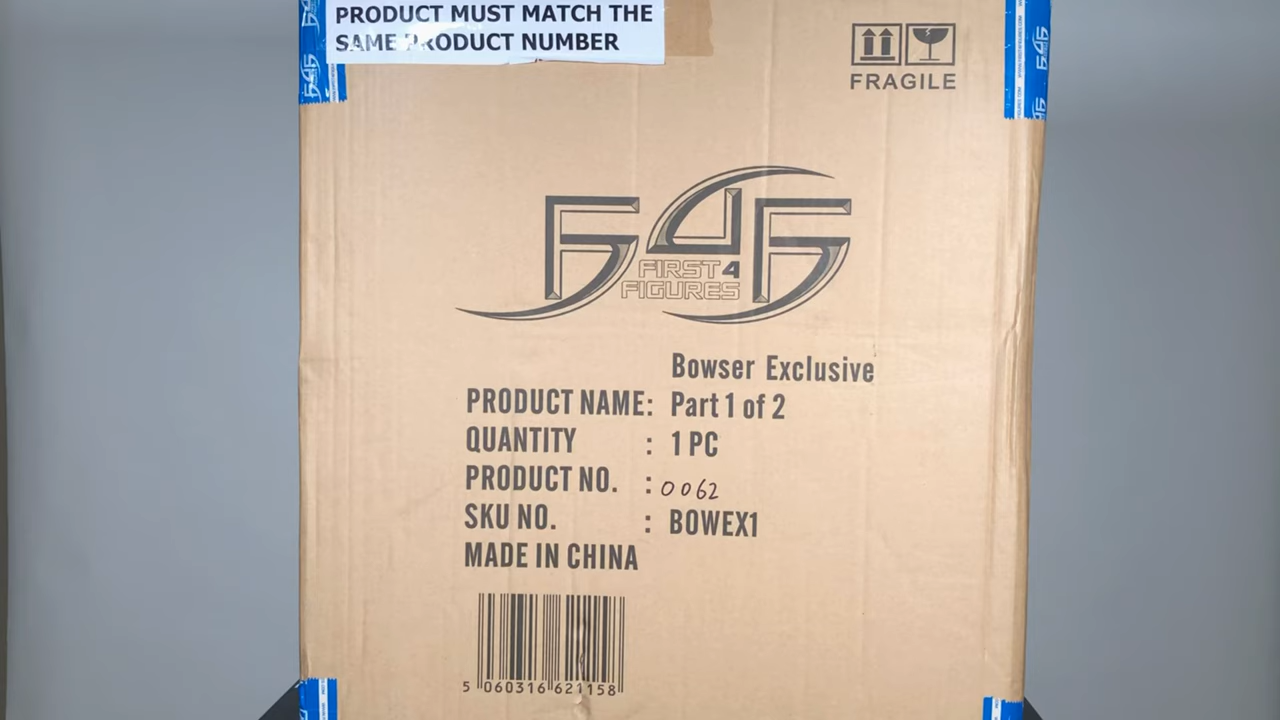 PRODUCT MUST MATCH THE
SAME PRODUCT NUMBER
FRAGILE
F4F
FIRST 4
FIGURES
Bowser Exclusive
PRODUCT NAME: Part 1 of 2
QUANTITY : 1 PC
PRODUCT NO. : 0062
SKU NO. : BOWEX1
MADE IN CHINA
5 060316 621158